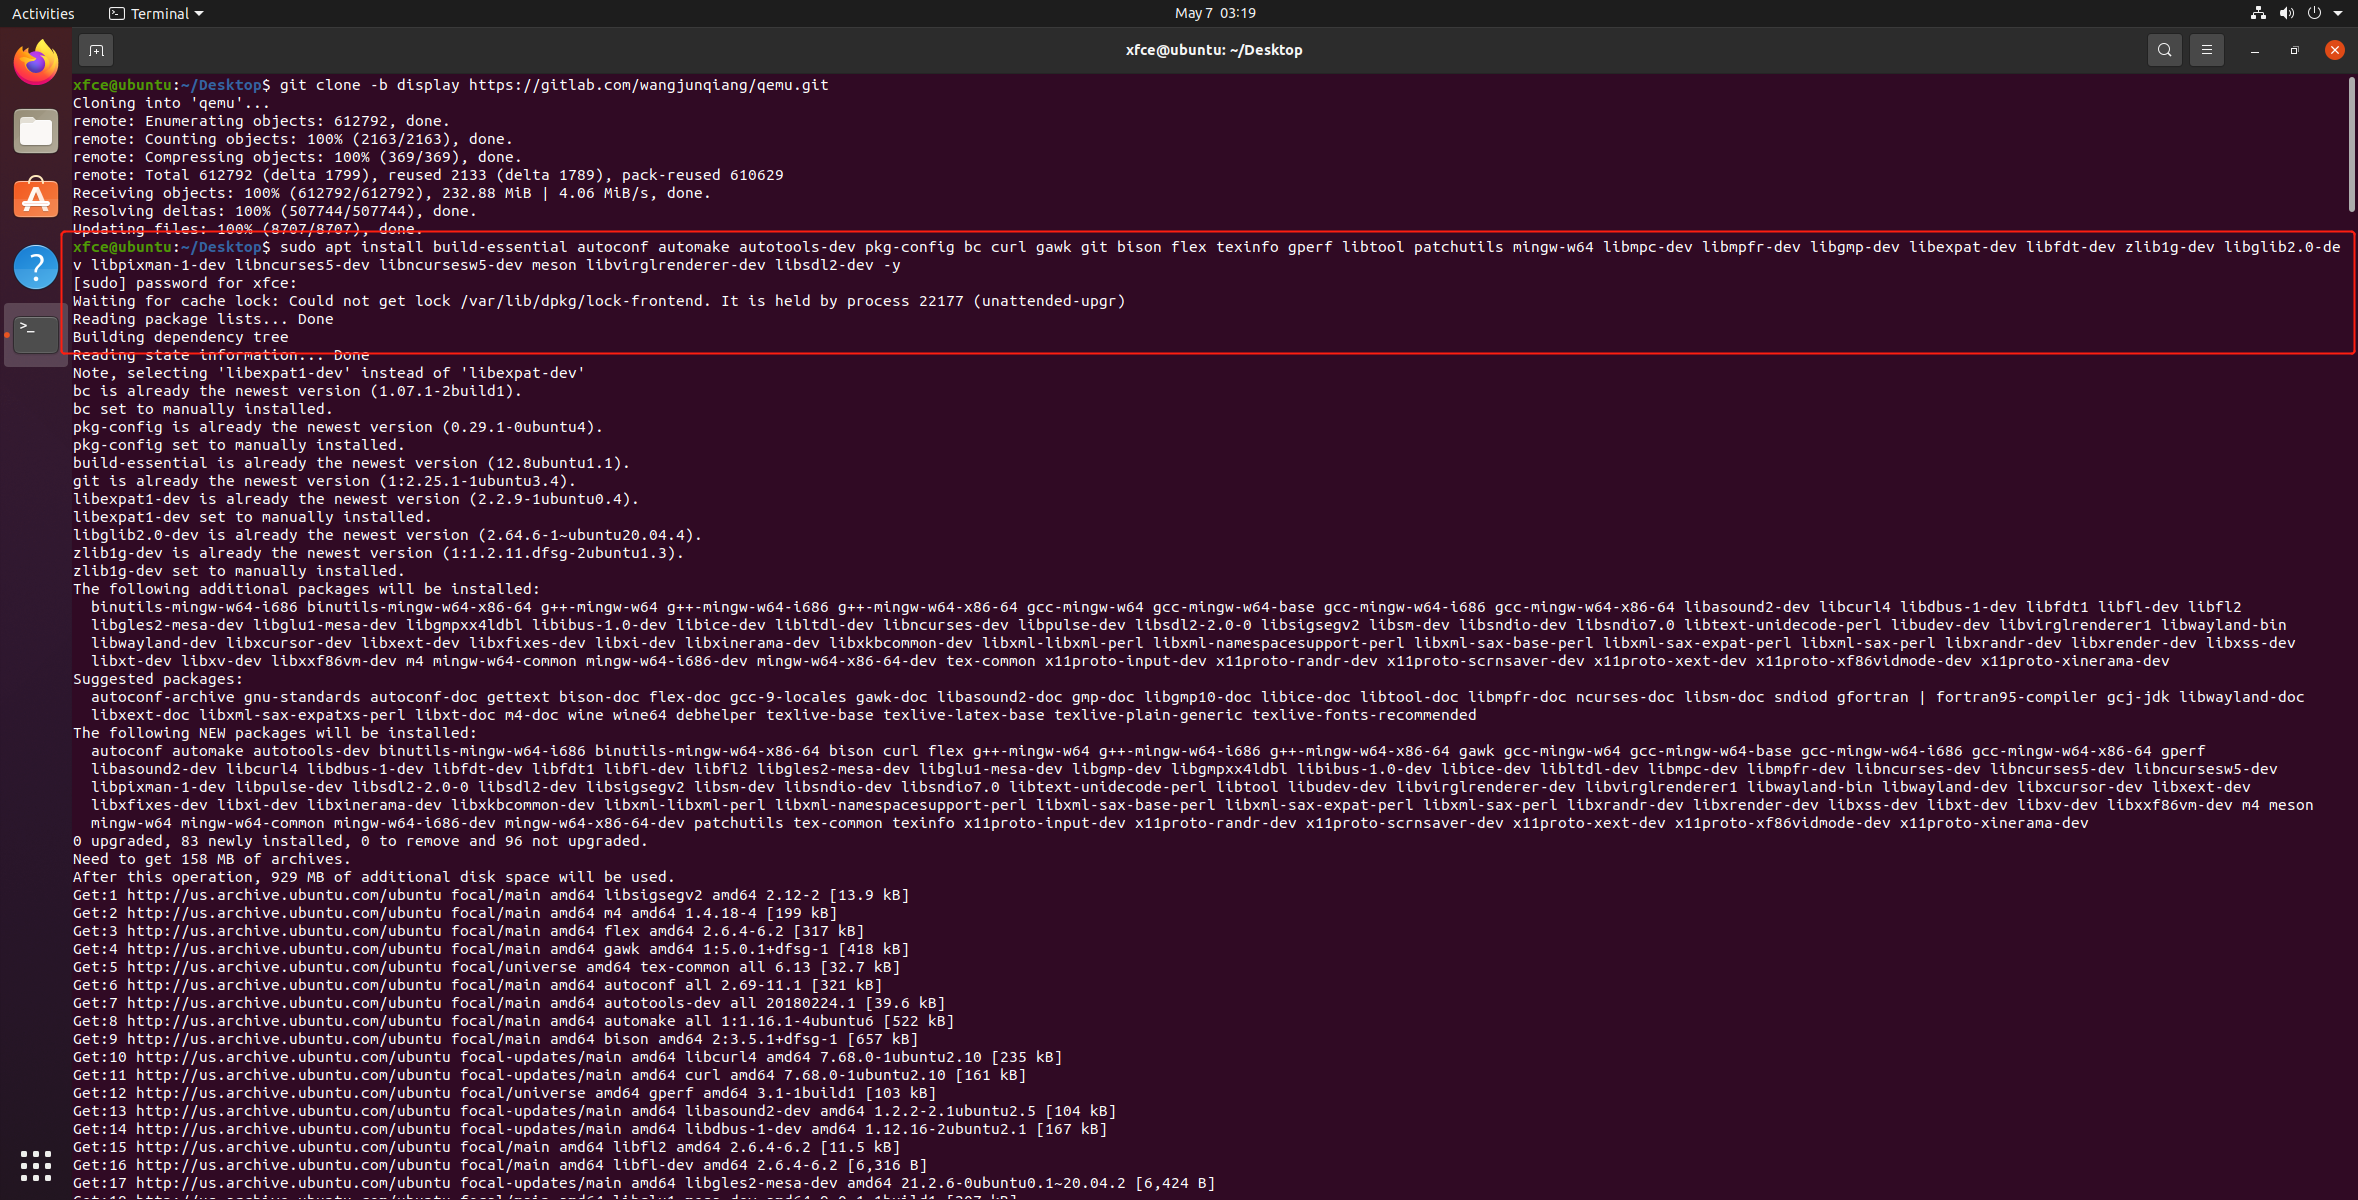 Activities
Terminal
May 7 03:19
xfce@ubuntu: ~/Desktop
xfce@ubuntu:~/Desktop$ git clone -b display https://gitlab.com/wangjunqiang/qemu.git
Cloning into 'qemu'...
remote: Enumerating objects: 612792, done.
remote: Counting objects: 100% (2163/2163), done.
remote: Compressing objects: 100% (369/369), done.
remote: Total 612792 (delta 1799), reused 2133 (delta 1789), pack-reused 610629
Receiving objects: 100% (612792/612792), 232.88 MiB | 4.06 MiB/s, done.
Resolving deltas: 100% (507744/507744), done.
Updating files: 100% (8707/8707), done.
xfce@ubuntu:~/Desktop$ sudo apt install build-essential autoconf automake autotools-dev pkg-config bc curl gawk git bison flex texinfo gperf libtool patchutils mingw-w64 libmpc-dev libmpfr-dev libgmp-dev libexpat-dev libfdt-dev zlib1g-dev libglib2.0-de
v libpixman-1-dev libncurses5-dev libncursesw5-dev meson libvirglrenderer-dev libsdl2-dev -y
[sudo] password for xfce:
Waiting for cache lock: Could not get lock /var/lib/dpkg/lock-frontend. It is held by process 22177 (unattended-upgr)
Reading package lists... Done
Building dependency tree
Reading state information... Done
Note, selecting 'libexpat1-dev' instead of 'libexpat-dev'
bc is already the newest version (1.07.1-2build1).
bc set to manually installed.
pkg-config is already the newest version (0.29.1-0ubuntu4).
pkg-config set to manually installed.
build-essential is already the newest version (12.8ubuntu1.1).
git is already the newest version (1:2.25.1-1ubuntu3.4).
libexpat1-dev is already the newest version (2.2.9-1ubuntu0.4).
libexpat1-dev set to manually installed.
libglib2.0-dev is already the newest version (2.64.6-1~ubuntu20.04.4).
zlib1g-dev is already the newest version (1:1.2.11.dfsg-2ubuntu1.3).
zlib1g-dev set to manually installed.
The following additional packages will be installed:
binutils-mingw-w64-i686 binutils-mingw-w64-x86-64 g++-mingw-w64 g++-mingw-w64-i686 g++-mingw-w64-x86-64 gcc-mingw-w64 gcc-mingw-w64-base gcc-mingw-w64-i686 gcc-mingw-w64-x86-64 libasound2-dev libcurl4 libdbus-1-dev libfdt1 libfl-dev libfl2
libgles2-mesa-dev libglu1-mesa-dev libgmpxx4ldbl libibus-1.0-dev libice-dev libltdl-dev libncurses-dev libpulse-dev libsdl2-2.0-0 libsigsegv2 libsm-dev libsndio-dev libsndio7.0 libtext-unidecode-perl libudev-dev libvirglrenderer1 libwayland-bin
libwayland-dev libxcursor-dev libxext-dev libxfixes-dev libxi-dev libxinerama-dev libxkbcommon-dev libxml-libxml-perl libxml-namespacesupport-perl libxml-sax-base-perl libxml-sax-expat-perl libxml-sax-perl libxrandr-dev libxrender-dev libxss-dev
libxt-dev libxv-dev libxxf86vm-dev m4 mingw-w64-common mingw-w64-i686-dev mingw-w64-x86-64-dev tex-common x11proto-input-dev x11proto-randr-dev x11proto-scrnsaver-dev x11proto-xext-dev x11proto-xf86vidmode-dev x11proto-xinerama-dev
Suggested packages:
autoconf-archive gnu-standards autoconf-doc gettext bison-doc flex-doc gcc-9-locales gawk-doc libasound2-doc gmp-doc libgmp10-doc libice-doc libtool-doc libmpfr-doc ncurses-doc libsm-doc sndiod gfortran | fortran95-compiler gcj-jdk libwayland-doc
libxext-doc libxml-sax-expatxs-perl libxt-doc m4-doc wine wine64 debhelper texlive-base texlive-latex-base texlive-plain-generic texlive-fonts-recommended
The following NEW packages will be installed:
autoconf automake autotools-dev binutils-mingw-w64-i686 binutils-mingw-w64-x86-64 bison curl flex g++-mingw-w64 g++-mingw-w64-i686 g++-mingw-w64-x86-64 gawk gcc-mingw-w64 gcc-mingw-w64-base gcc-mingw-w64-i686 gcc-mingw-w64-x86-64 gperf
libasound2-dev libcurl4 libdbus-1-dev libfdt-dev libfdt1 libfl-dev libfl2 libgles2-mesa-dev libglu1-mesa-dev libgmp-dev libgmpxx4ldbl libibus-1.0-dev libice-dev libltdl-dev libmpc-dev libmpfr-dev libncurses-dev libncurses5-dev libncursesw5-dev
libpixman-1-dev libpulse-dev libsdl2-2.0-0 libsdl2-dev libsigsegv2 libsm-dev libsndio-dev libsndio7.0 libtext-unidecode-perl libtool libudev-dev libvirglrenderer-dev libvirglrenderer1 libwayland-bin libwayland-dev libxcursor-dev libxext-dev
libxfixes-dev libxi-dev libxinerama-dev libxkbcommon-dev libxml-libxml-perl libxml-namespacesupport-perl libxml-sax-base-perl libxml-sax-expat-perl libxml-sax-perl libxrandr-dev libxrender-dev libxss-dev libxt-dev libxv-dev libxxf86vm-dev m4 meson
mingw-w64 mingw-w64-common mingw-w64-i686-dev mingw-w64-x86-64-dev patchutils tex-common texinfo x11proto-input-dev x11proto-randr-dev x11proto-scrnsaver-dev x11proto-xext-dev x11proto-xf86vidmode-dev x11proto-xinerama-dev
0 upgraded, 83 newly installed, 0 to remove and 96 not upgraded.
Need to get 158 MB of archives.
After this operation, 929 MB of additional disk space will be used.
Get:1 http://us.archive.ubuntu.com/ubuntu focal/main amd64 libsigsegv2 amd64 2.12-2 [13.9 kB]
Get:2 http://us.archive.ubuntu.com/ubuntu focal/main amd64 m4 amd64 1.4.18-4 [199 kB]
Get:3 http://us.archive.ubuntu.com/ubuntu focal/main amd64 flex amd64 2.6.4-6.2 [317 kB]
Get:4 http://us.archive.ubuntu.com/ubuntu focal/main amd64 gawk amd64 1:5.0.1+dfsg-1 [418 kB]
Get:5 http://us.archive.ubuntu.com/ubuntu focal/universe amd64 tex-common all 6.13 [32.7 kB]
Get:6 http://us.archive.ubuntu.com/ubuntu focal/main amd64 autoconf all 2.69-11.1 [321 kB]
Get:7 http://us.archive.ubuntu.com/ubuntu focal/main amd64 autotools-dev all 20180224.1 [39.6 kB]
Get:8 http://us.archive.ubuntu.com/ubuntu focal/main amd64 automake all 1:1.16.1-4ubuntu6 [522 kB]
Get:9 http://us.archive.ubuntu.com/ubuntu focal/main amd64 bison amd64 2:3.5.1+dfsg-1 [657 kB]
Get:10 http://us.archive.ubuntu.com/ubuntu focal-updates/main amd64 libcurl4 amd64 7.68.0-1ubuntu2.10 [235 kB]
Get:11 http://us.archive.ubuntu.com/ubuntu focal-updates/main amd64 curl amd64 7.68.0-1ubuntu2.10 [161 kB]
Get:12 http://us.archive.ubuntu.com/ubuntu focal/universe amd64 gperf amd64 3.1-1build1 [103 kB]
Get:13 http://us.archive.ubuntu.com/ubuntu focal-updates/main amd64 libasound2-dev amd64 1.2.2-2.1ubuntu2.5 [104 kB]
Get:14 http://us.archive.ubuntu.com/ubuntu focal-updates/main amd64 libdbus-1-dev amd64 1.12.16-2ubuntu2.1 [167 kB]
Get:15 http://us.archive.ubuntu.com/ubuntu focal/main amd64 libfl2 amd64 2.6.4-6.2 [11.5 kB]
Get:16 http://us.archive.ubuntu.com/ubuntu focal/main amd64 libfl-dev amd64 2.6.4-6.2 [6,316 B]
Get:17 http://us.archive.ubuntu.com/ubuntu focal-updates/main amd64 libgles2-mesa-dev amd64 21.2.6-0ubuntu0.1~20.04.2 [6,424 B]